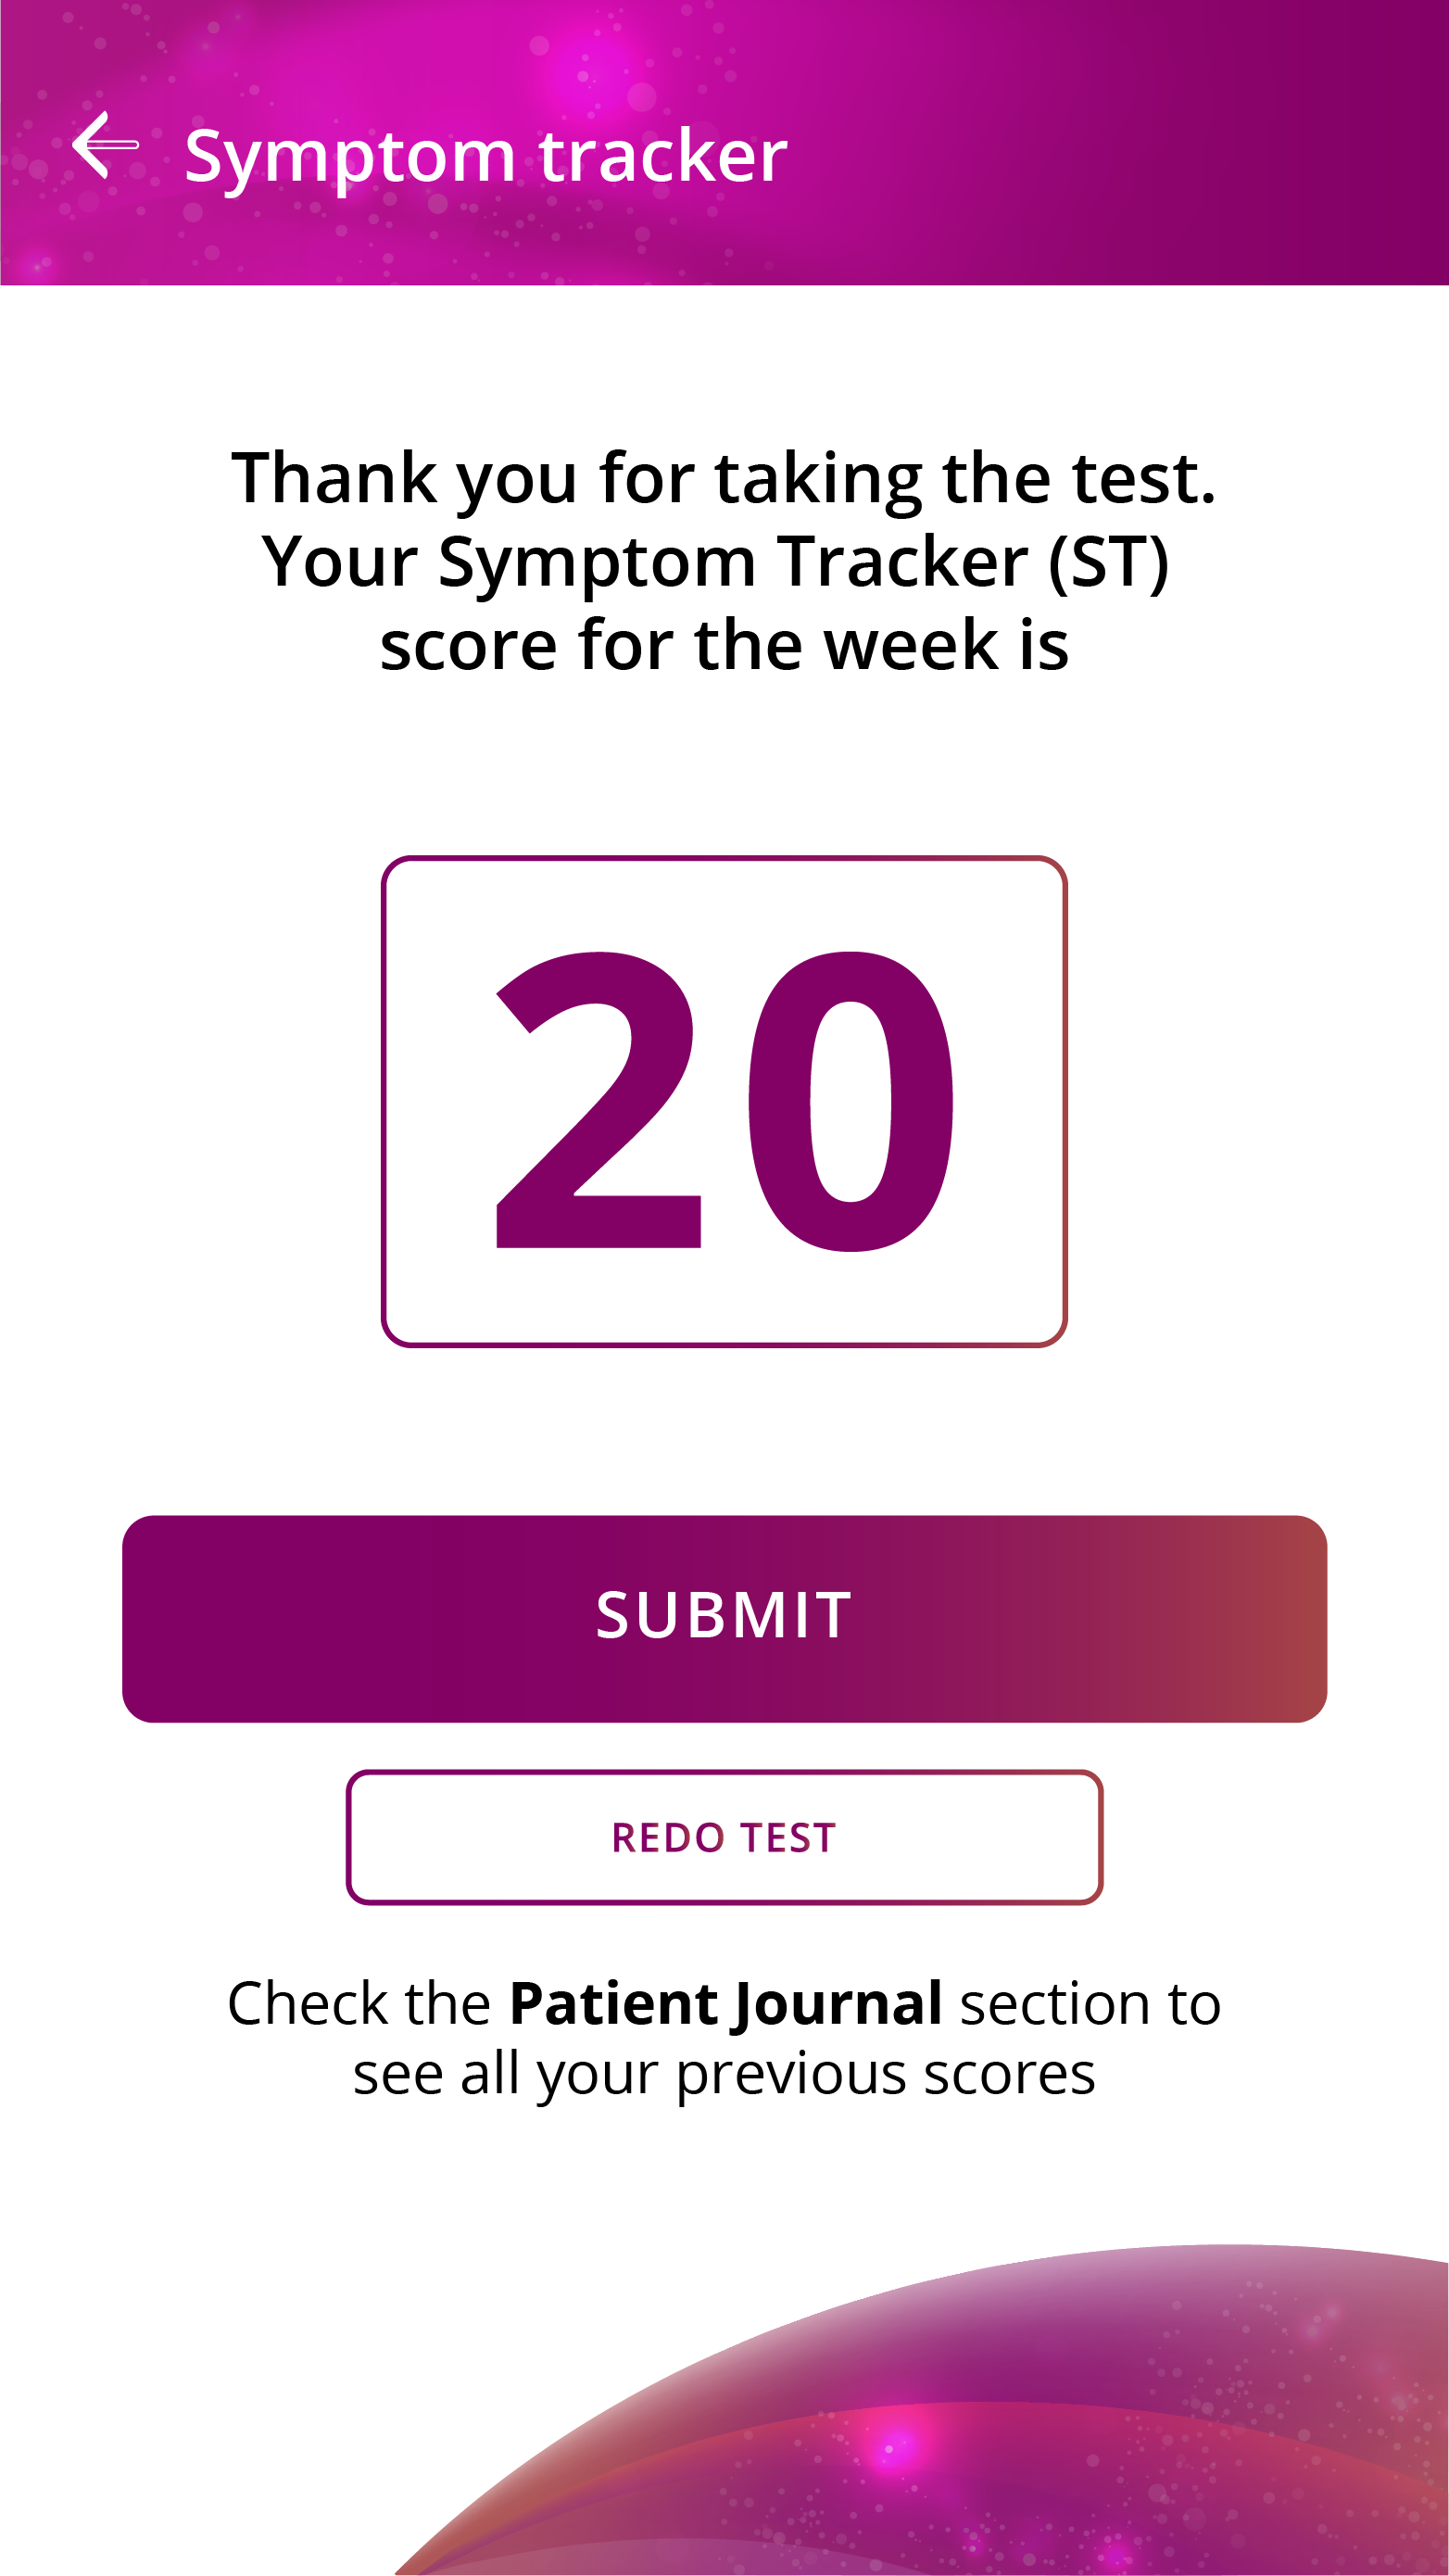 Symptom tracker
Thank you for taking the test.
Your Symptom Tracker (ST)
score for the week is
20
SUBMIT
REDO TEST
Check the Patient Journal section to
see all your previous scores